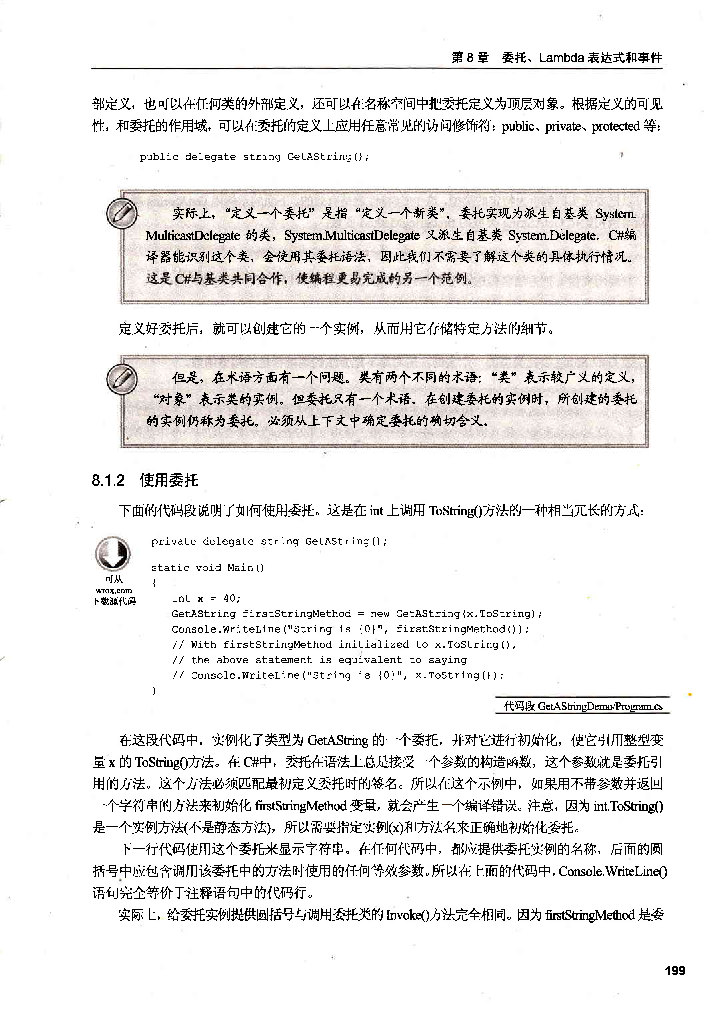 第 8 章 委托、Lambda 表达式和事件
部定义，也可以在任何类的外部定义，还可以在名称空间中把委托定义为顶层对象。根据定义的可见
性，和委托的作用域，可以在委托的定义上应用任意常见的访问修饰符：public、private、protected 等：
public delegate string GetAString();
实际上，“定义一个委托”是指“定义一个新类”。委托实现为派生自基类 System.
MulticastDelegate 的类，System.MulticastDelegate 又派生自基类 System.Delegate。C#编
译器能识别这个类，会使用其委托语法，因此我们不需要了解这个类的具体执行情况。
这是 C#与基类共同合作，使编程更易完成的另一个范例。
定义好委托后，就可以创建它的一个实例，从而用它存储特定方法的细节。
但是，在术语方面有一个问题。类有两个不同的术语：“类”表示较广义的定义，
“对象”表示类的实例。但委托只有一个术语。在创建委托的实例时，所创建的委托
的实例仍称为委托。必须从上下文中确定委托的确切含义。
8.1.2 使用委托
下面的代码段说明了如何使用委托。这是在 int 上调用 ToString()方法的一种相当冗长的方式：
private delegate string GetAString();
static void Main()
{
int x = 40;
GetAString firstStringMethod = new GetAString(x.ToString);
Console.WriteLine("String is {0}", firstStringMethod());
// With firstStringMethod initialized to x.ToString(),
// the above statement is equivalent to saying
// Console.WriteLine("String is {0}", x.ToString());
}
可从
wrox.com
下载源代码
代码段 GetAStringDemo/Program.cs
在这段代码中，实例化了类型为 GetAString 的一个委托，并对它进行初始化，使它引用整型变
量 x 的 ToString()方法。在 C#中，委托在语法上总是接受一个参数的构造函数，这个参数就是委托引
用的方法。这个方法必须匹配最初定义委托时的签名。所以在这个示例中，如果用不带参数并返回
一个字符串的方法来初始化 firstStringMethod 变量，就会产生一个编译错误。注意，因为 int.ToString()
是一个实例方法(不是静态方法)，所以需要指定实例(x)和方法名来正确地初始化委托。
下一行代码使用这个委托来显示字符串。在任何代码中，都应提供委托实例的名称，后面的圆
括号中应包含调用该委托中的方法时使用的任何等效参数。所以在上面的代码中，Console.WriteLine()
语句完全等价于注释语句中的代码行。
实际上，给委托实例提供圆括号与调用委托类的 Invoke()方法完全相同。因为 firstStringMethod 是委
199